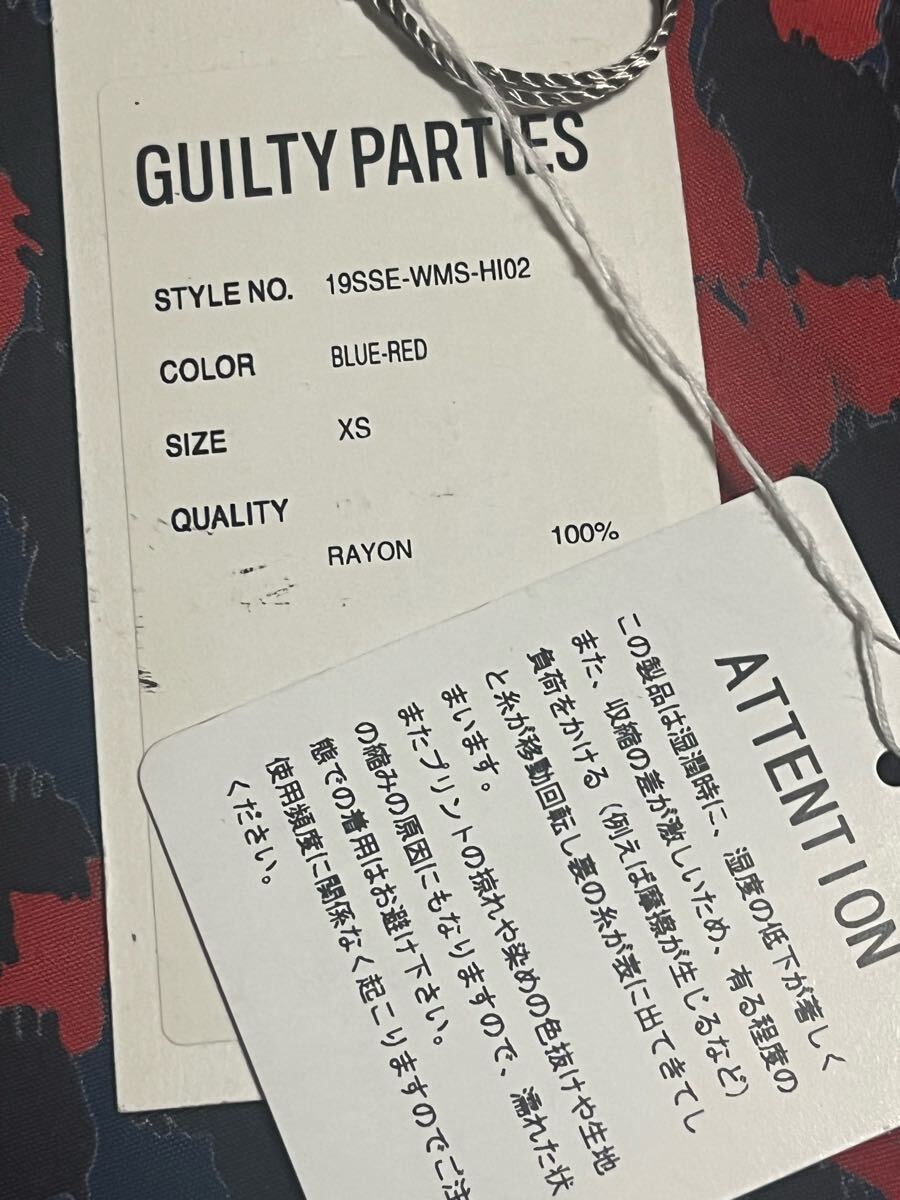 GUILTY PARTIES
STYLE NO. 19SSE-WMS-HI02
COLOR BLUE-RED
SIZE XS
QUALITY
RAYON 100%
ATTENTION
この製品は湿潤時に、湿度の低下が著しく
また、収縮の差が激しいため、有る程度の
負荷をかける（例えば摩擦が生じるなど）
と糸が移動回転し裏の糸が表に出てきてし
まいます。
またプリントの掠れや染めの色抜けや生地
の縮みの原因にもなりますので、濡れた状
態での着用はお避け下さい。
使用頻度に関係なく起こりますのでご注
ください。